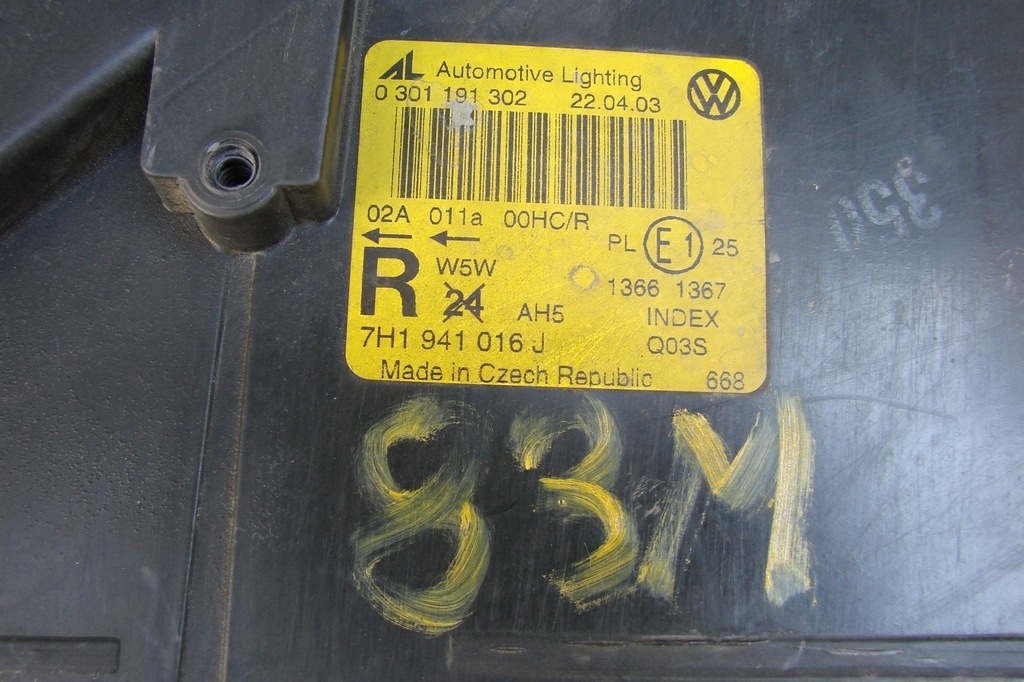 AL Automotive Lighting
0 301 191 302 22.04.03
02A 011a 00HC/R
PL E1 25
R W5W
1366 1367
24 AH5 INDEX
7H1 941 016 J Q03S
Made in Czech Republic 668
83M